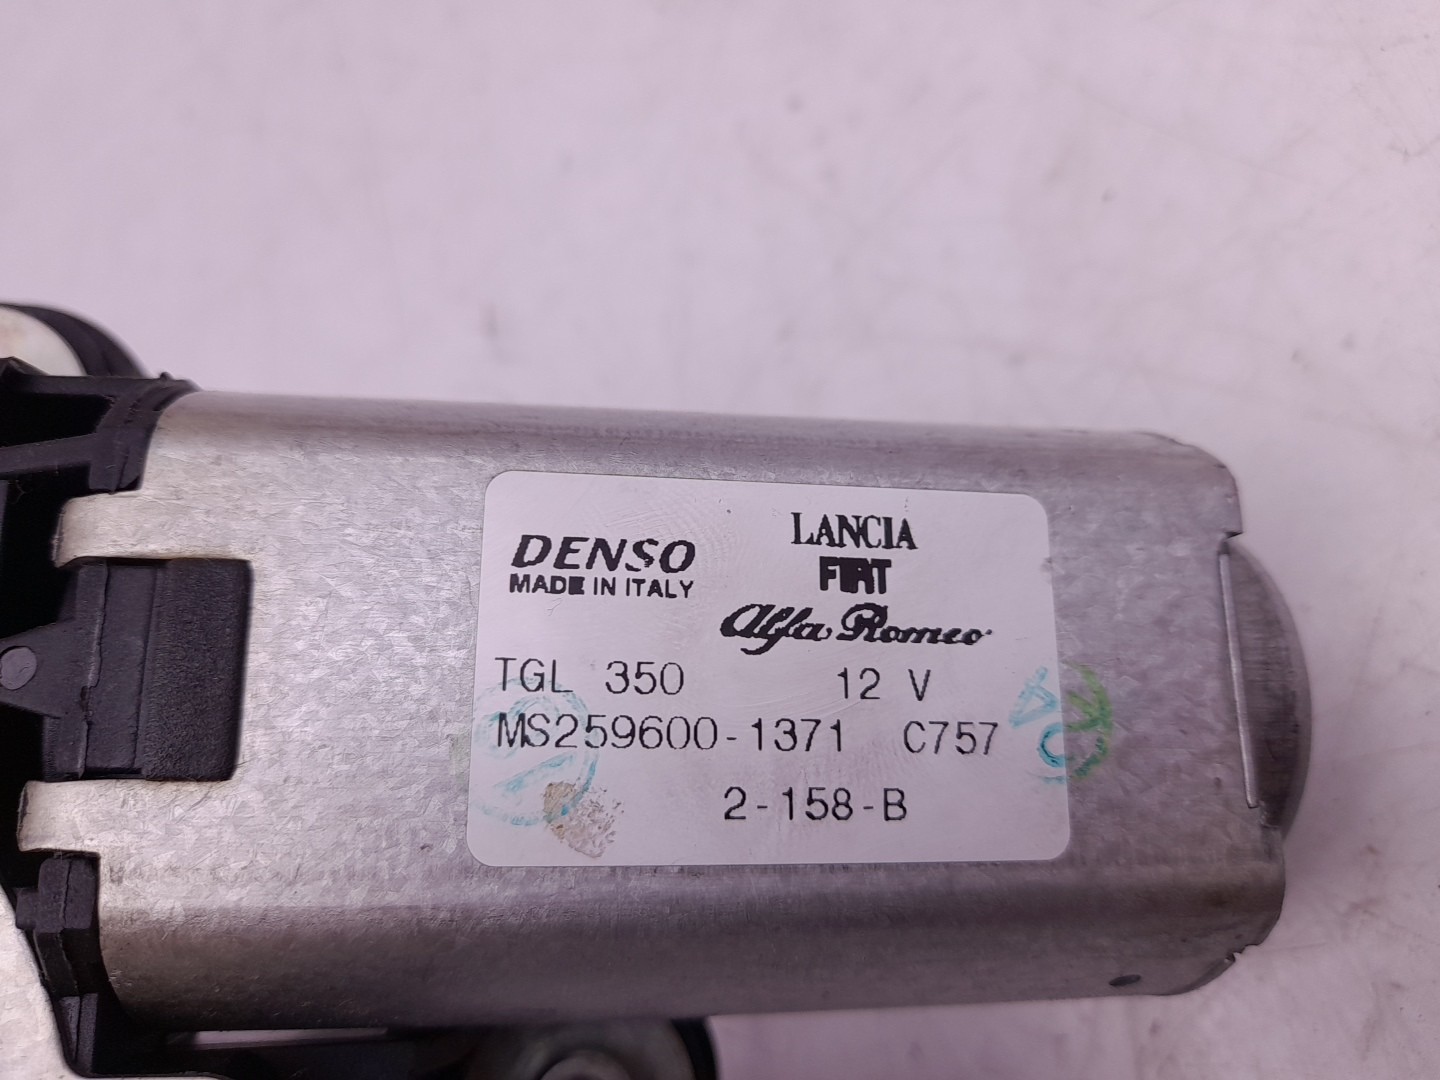 DENSO
MADE IN ITALY
LANCIA
FIAT
Alfa Romeo
TGL 350 12 V
MS259600-1371 C757
2-158-B